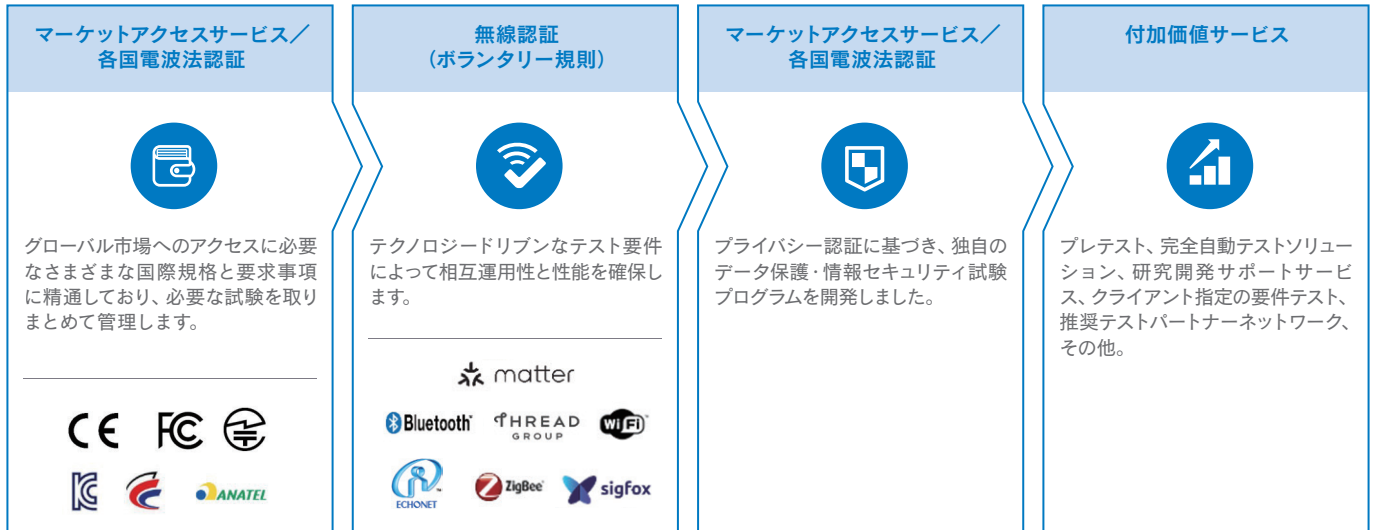 マーケットアクセスサービス／
各国電波法認証
グローバル市場へのアクセスに必要
なさまざまな国際規格と要求事項
に精通しており、必要な試験を取り
まとめて管理します。
CE FC
KC ANATEL
無線認証
（ボランタリー規則）
テクノロジードリブンなテスト要件
によって相互運用性と性能を確保し
ます。
matter
Bluetooth THREAD GROUP Wi Fi
ECHONET ZigBee sigfox
マーケットアクセスサービス／
各国電波法認証
プライバシー認証に基づき、独自の
データ保護・情報セキュリティ試験
プログラムを開発しました。
付加価値サービス
プレテスト、完全自動テストソリュー
ション、研究開発サポートサービ
ス、クライアント指定の要件テスト、
推奨テストパートナーネットワーク、
その他。